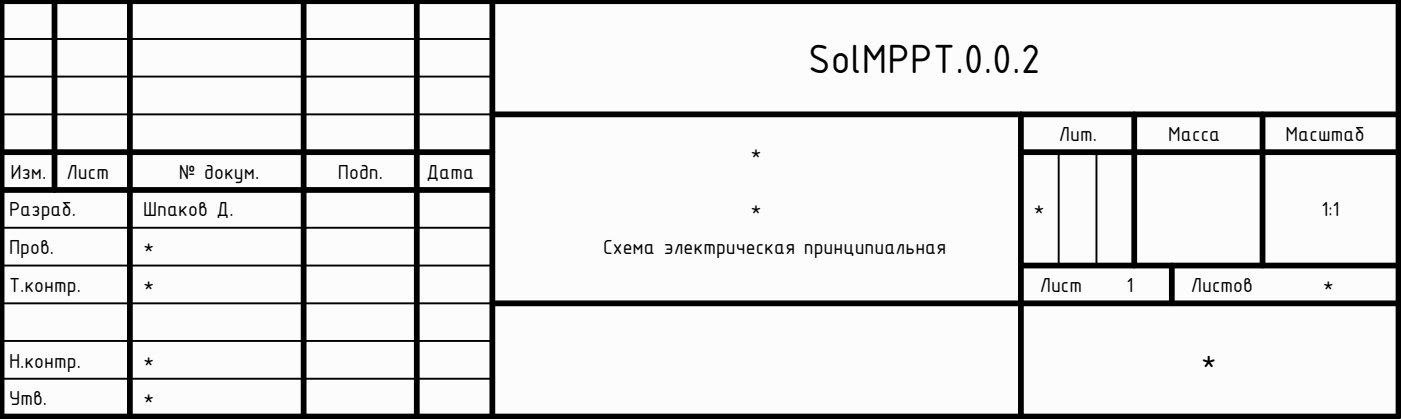 SolMPPT.0.0.2
Лит. Масса Масштаб
*
Изм. Лист № докум. Подп. Дата
Разраб. Шпаков Д. * * 1:1
Пров. * Схема электрическая принципиальная
Т.контр. * Лист 1 Листов *
Н.контр. * *
Утв. *